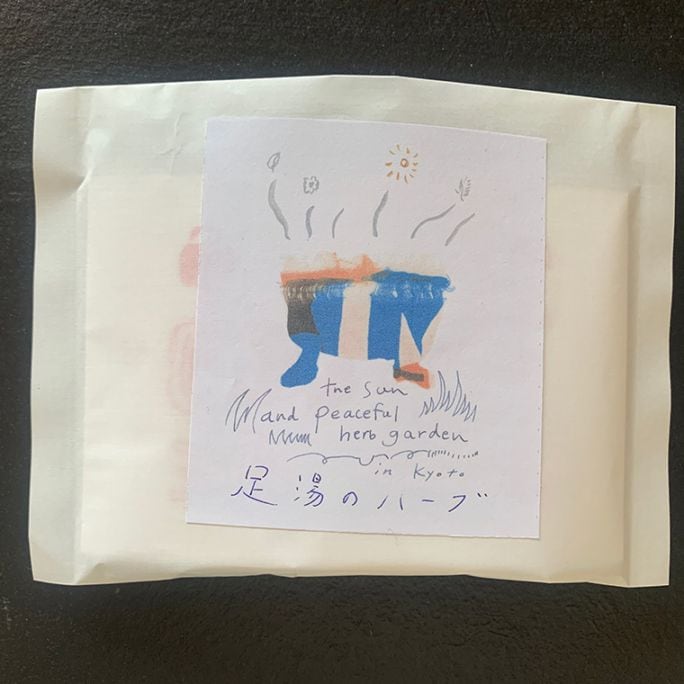 the sun
and peaceful
herb garden
in Kyoto
足湯のハーブ